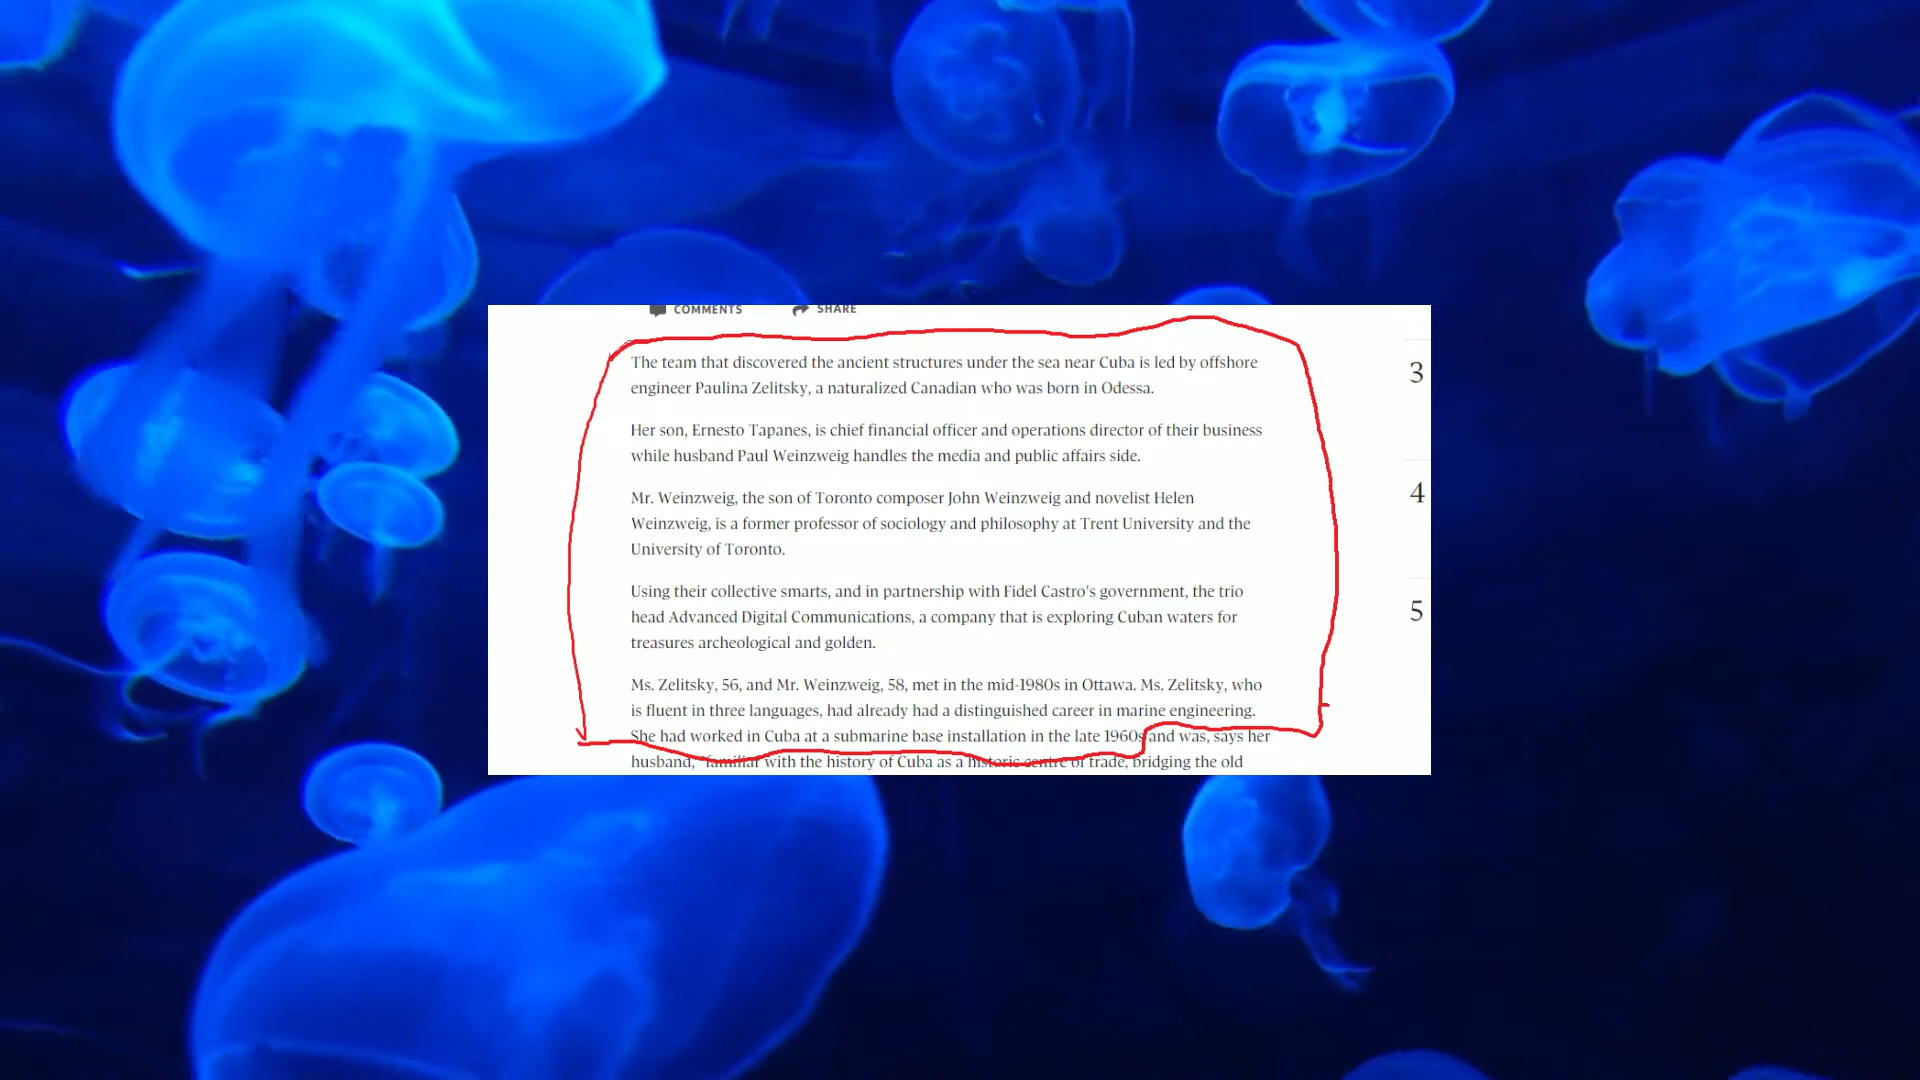 COMMENTS SHARE
The team that discovered the ancient structures under the sea near Cuba is led by offshore
engineer Paulina Zelitsky, a naturalized Canadian who was born in Odessa.
Her son, Ernesto Tapanes, is chief financial officer and operations director of their business
while husband Paul Weinzweig handles the media and public affairs side.
Mr. Weinzweig, the son of Toronto composer John Weinzweig and novelist Helen
Weinzweig, is a former professor of sociology and philosophy at Trent University and the
University of Toronto.
Using their collective smarts, and in partnership with Fidel Castro's government, the trio
head Advanced Digital Communications, a company that is exploring Cuban waters for
treasures archeological and golden.
Ms. Zelitsky, 56, and Mr. Weinzweig, 58, met in the mid-1980s in Ottawa. Ms. Zelitsky, who
is fluent in three languages, had already had a distinguished career in marine engineering.
She had worked in Cuba at a submarine base installation in the late 1960s and was, says her
husband, "familiar with the history of Cuba as a historic centre of trade, bridging the old
3
4
5